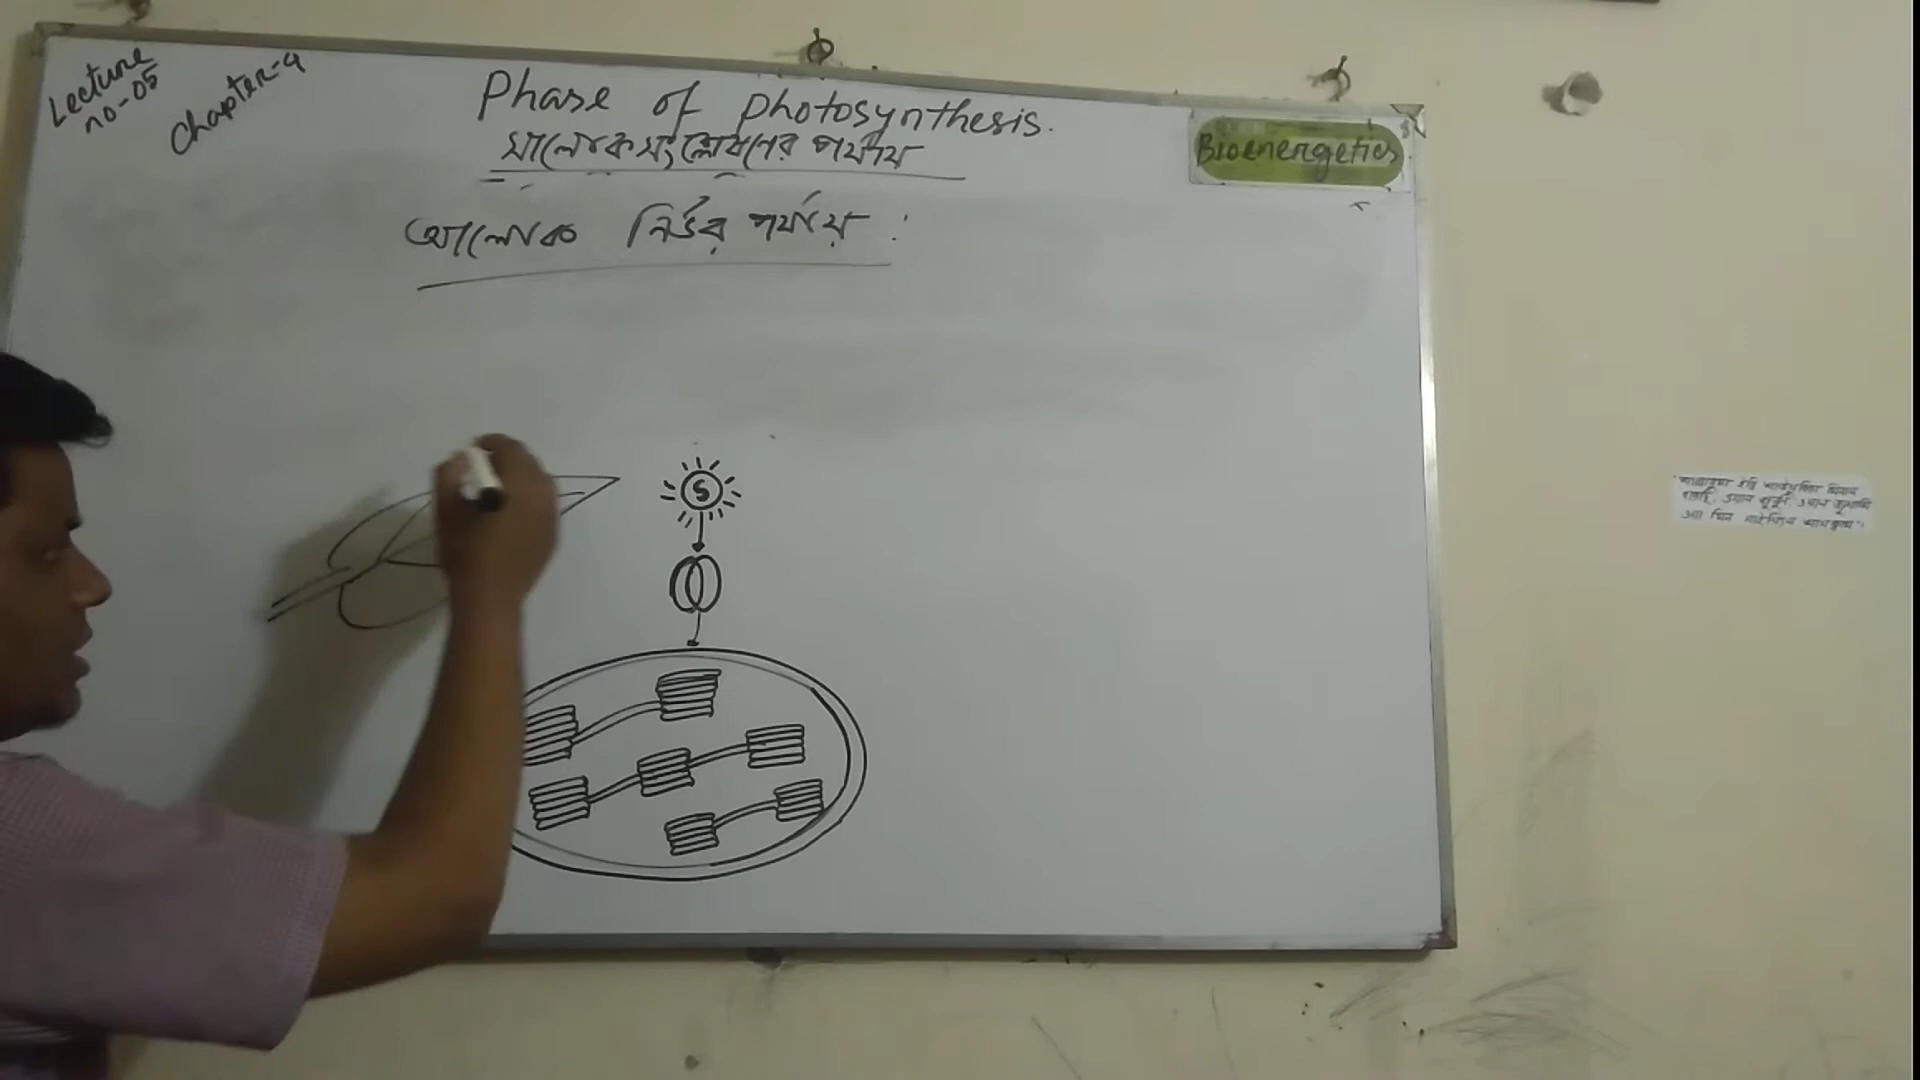 Lecture
no-05
Chapter-4
Phase of photosynthesis.
সালোকসংশ্লেষণের পর্যায়
Bioenergetics
আলোক নির্ভর পর্যায় :
S